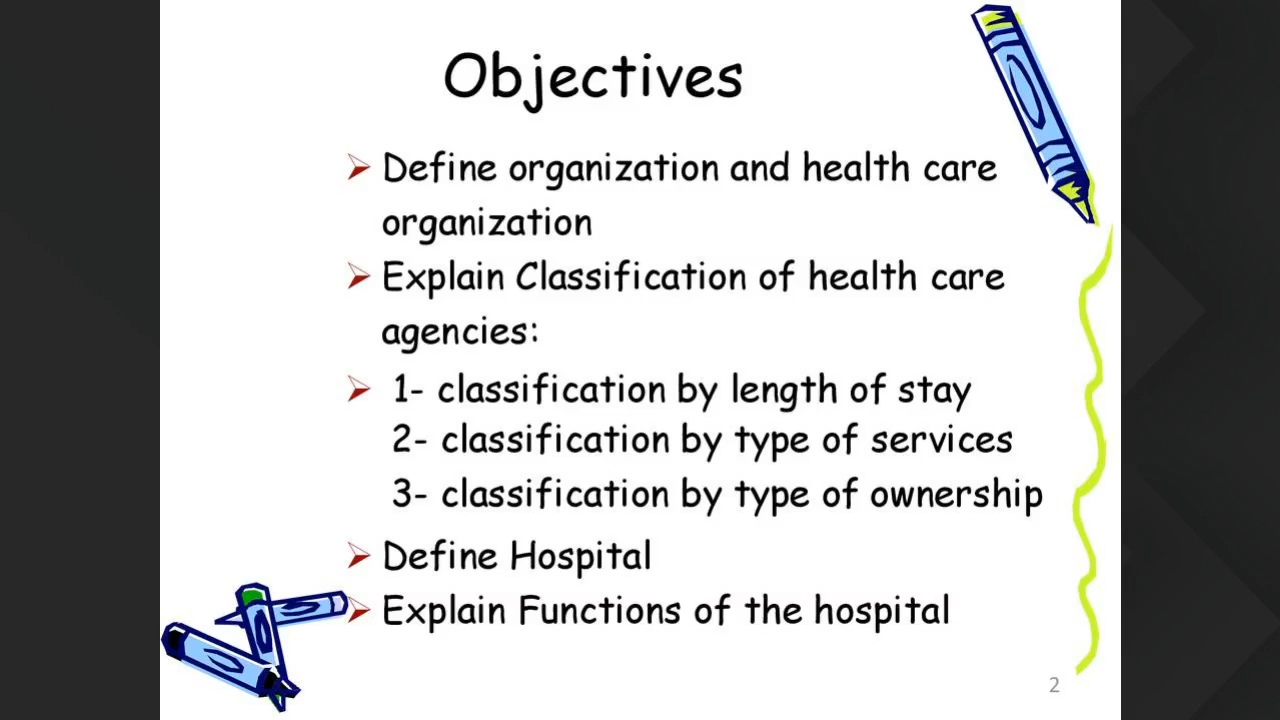 Objectives
➢ Define organization and health care
organization
➢ Explain Classification of health care
agencies:
➢ 1- classification by length of stay
2- classification by type of services
3- classification by type of ownership
➢ Define Hospital
➢ Explain Functions of the hospital
2